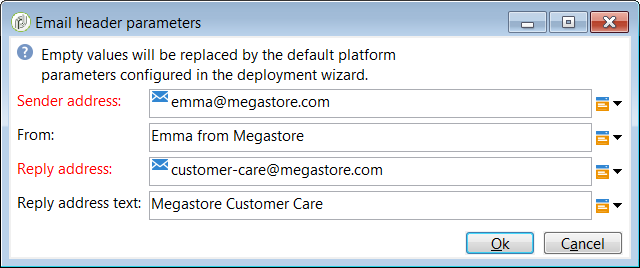 Email header parameters
Empty values will be replaced by the default platform
parameters configured in the deployment wizard.
Sender address: emma@megastore.com
From: Emma from Megastore
Reply address: customer-care@megastore.com
Reply address text: Megastore Customer Care
Ok Cancel